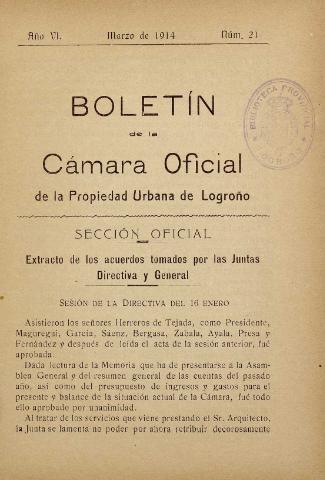 Año VI. Marzo de 1914 Núm. 21
BOLETÍN
de la
Cámara Oficial
de la Propiedad Urbana de Logroño
BIBLIOTECA PROVINCIAL
LOGROÑO
SECCIÓN OFICIAL
Extracto de los acuerdos tomados por las Juntas
Directiva y General
SESIÓN DE LA DIRECTIVA DEL 16 ENERO
Asistieron los señores Herreros de Tejada, como Presidente,
Maguregui, García, Sáenz, Bergasa, Zabala, Ayala, Presa y
Fernández y después de leída el acta de la sesión anterior, fué
aprobada.
Dada lectura de la Memoria que ha de presentarse a la Asam-
blea General y del resumen general de las cuentas del pasado
año, así como del presupuesto de ingresos y gastos para el
presente y balance de la situación actual de la Cámara, fué todo
ello aprobado por unanimidad.
Al tratar de los servicios que viene prestando el Sr. Arquitecto,
la Junta se lamenta no poder por ahora retribuir decorosamente